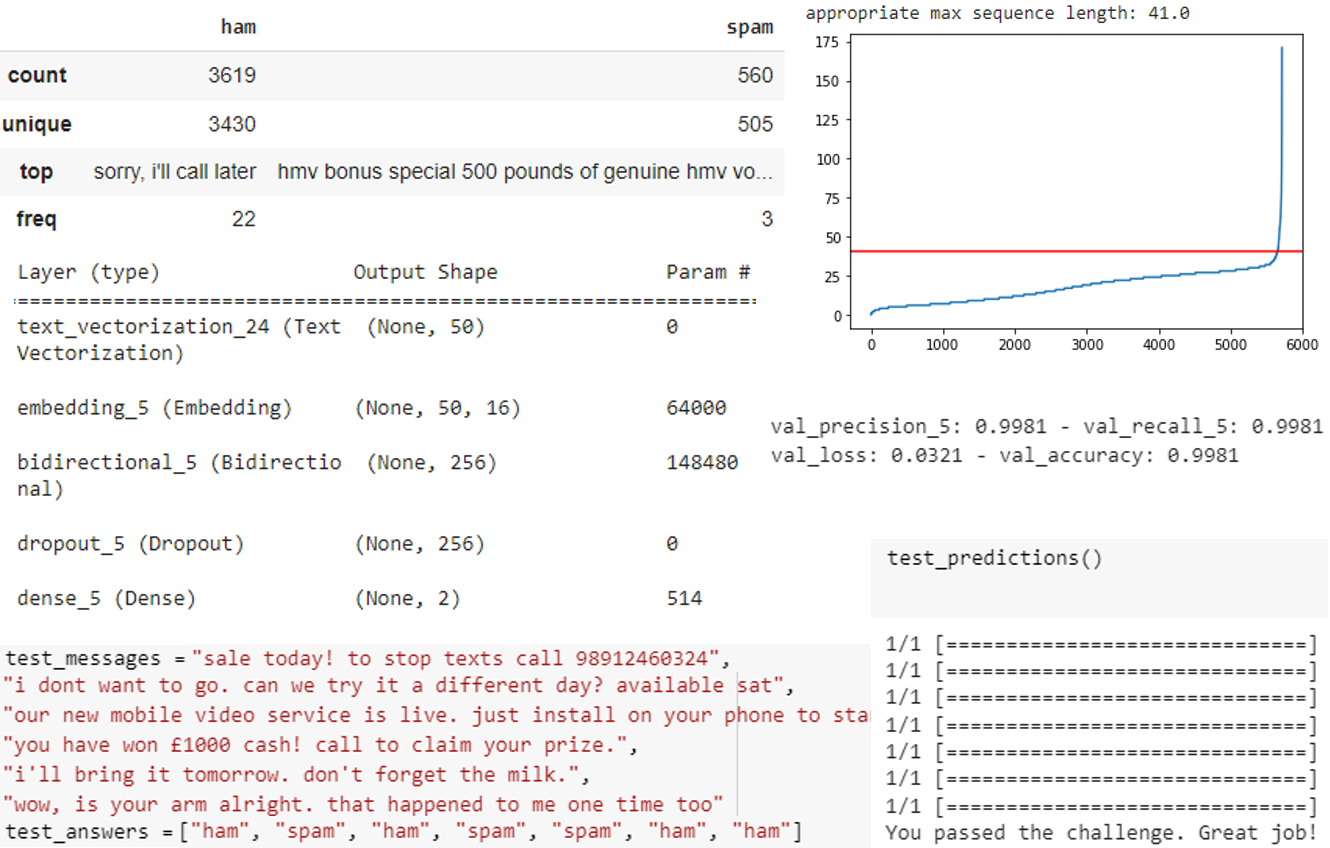 ham spam
count 3619 560
unique 3430 505
top sorry, i'll call later hmv bonus special 500 pounds of genuine hmv vo...
freq 22 3
Layer (type) Output Shape Param #
=============================================================
text_vectorization_24 (Text (None, 50) 0
Vectorization)
embedding_5 (Embedding) (None, 50, 16) 64000
bidirectional_5 (Bidirectio (None, 256) 148480
nal)
dropout_5 (Dropout) (None, 256) 0
dense_5 (Dense) (None, 2) 514
test_messages = "sale today! to stop texts call 98912460324",
"i dont want to go. can we try it a different day? available sat",
"our new mobile video service is live. just install on your phone to star
"you have won £1000 cash! call to claim your prize.",
"i'll bring it tomorrow. don't forget the milk.",
"wow, is your arm alright. that happened to me one time too"
test_answers =["ham", "spam", "ham", "spam", "spam", "ham", "ham"]
appropriate max sequence length: 41.0
175
150
125
100
75
50
25
0
0 1000 2000 3000 4000 5000 6000
val_precision_5: 0.9981 - val_recall_5: 0.9981
val_loss: 0.0321 - val_accuracy: 0.9981
test_predictions()
1/1 [==============================]
1/1 [==============================]
1/1 [==============================]
1/1 [==============================]
1/1 [==============================]
1/1 [==============================]
1/1 [==============================]
You passed the challenge. Great job!